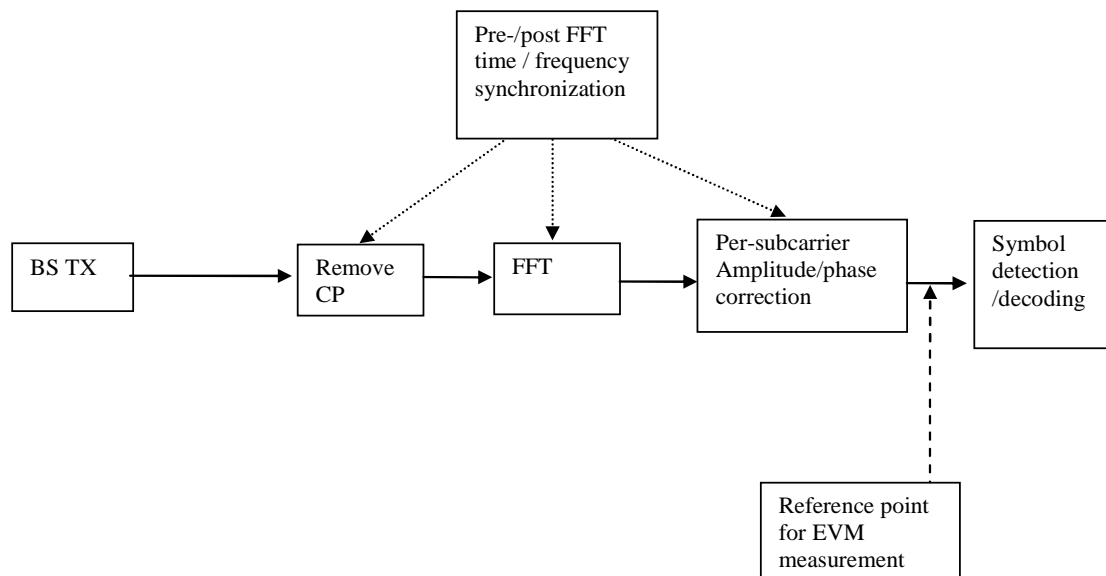 Pre-/post FFT
time / frequency
synchronization
BS TX
Remove
CP
FFT
Per-subcarrier
Amplitude/phase
correction
Symbol
detection
/decoding
Reference point
for EVM
measurement